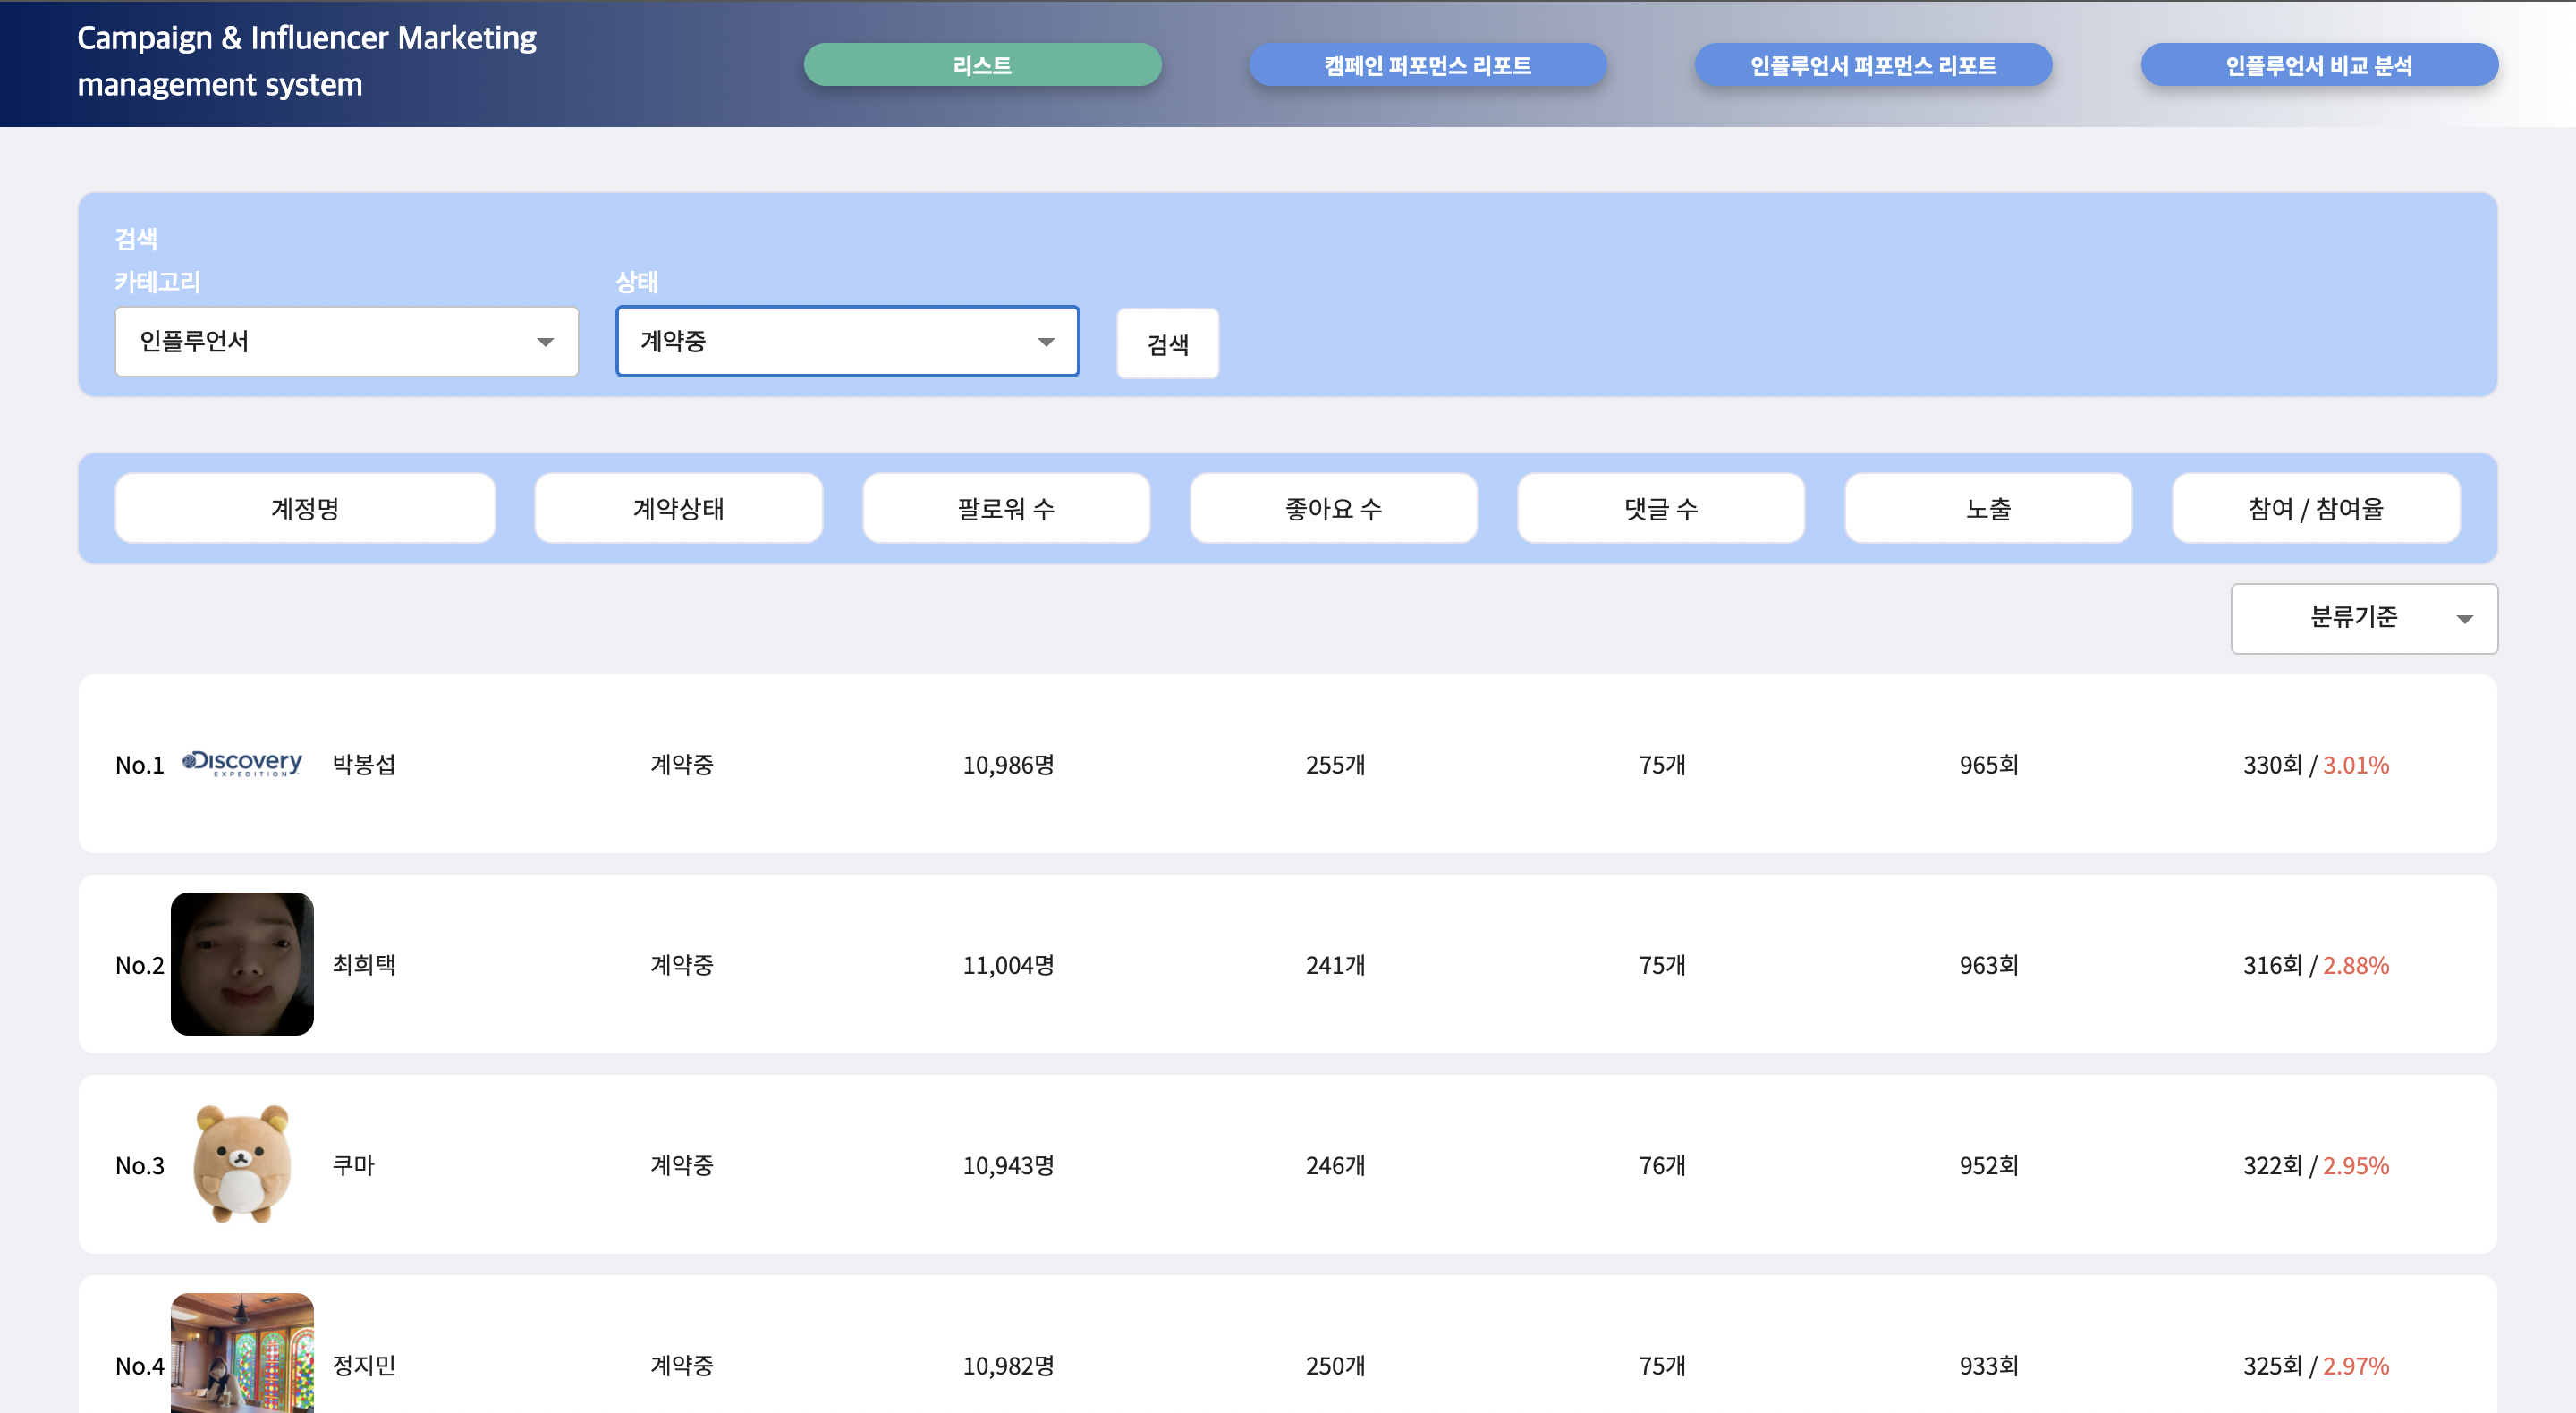 Campaign & Influencer Marketing
management system
리스트
캠페인 퍼포먼스 리포트
인플루언서 퍼포먼스 리포트
인플루언서 비교 분석
검색
카테고리
상태
인플루언서
계약중
검색
계정명
계약상태
팔로워 수
좋아요 수
댓글 수
노출
참여 / 참여율
분류기준
No.1 Discovery EXPEDITION 박봉섭 계약중 10,986명 255개 75개 965회 330회 / 3.01%
No.2 최희택 계약중 11,004명 241개 75개 963회 316회 / 2.88%
No.3 쿠마 계약중 10,943명 246개 76개 952회 322회 / 2.95%
No.4 정지민 계약중 10,982명 250개 75개 933회 325회 / 2.97%